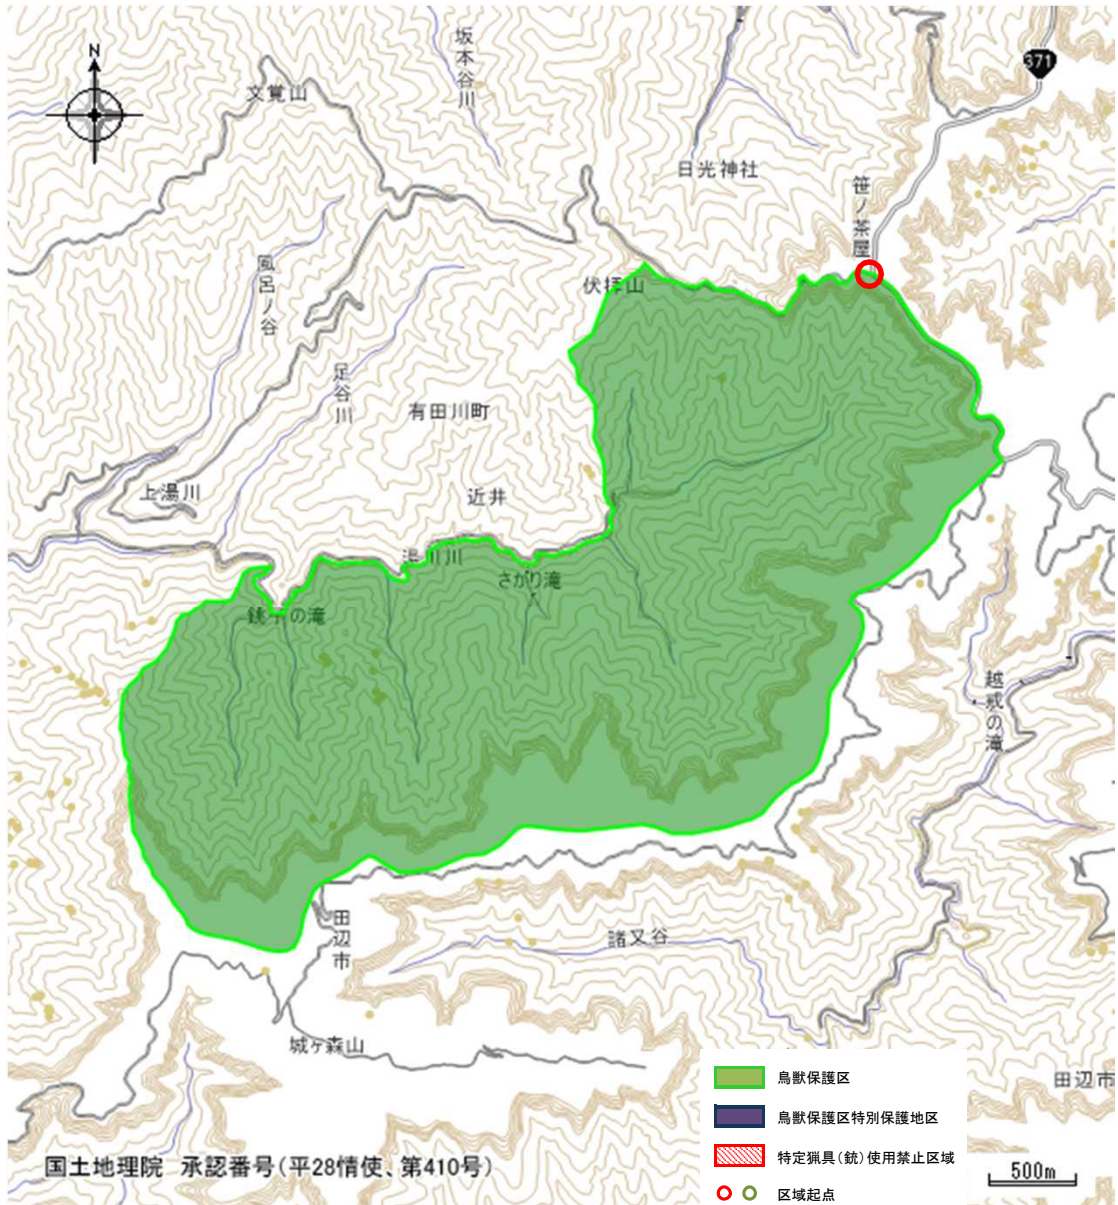 N
文覚山
坂本谷川
371
日光神社
笹ノ茶屋
風呂ノ谷
伏拝山
足谷川
有田川町
上湯川
近井
湯川川
さがり滝
銚子の滝
越戒の滝
田辺市
諸又谷
城ヶ森山
田辺市
鳥獣保護区
鳥獣保護区特別保護地区
特定猟具(銃)使用禁止区域
区域起点
500m
国土地理院 承認番号(平28情使、第410号)